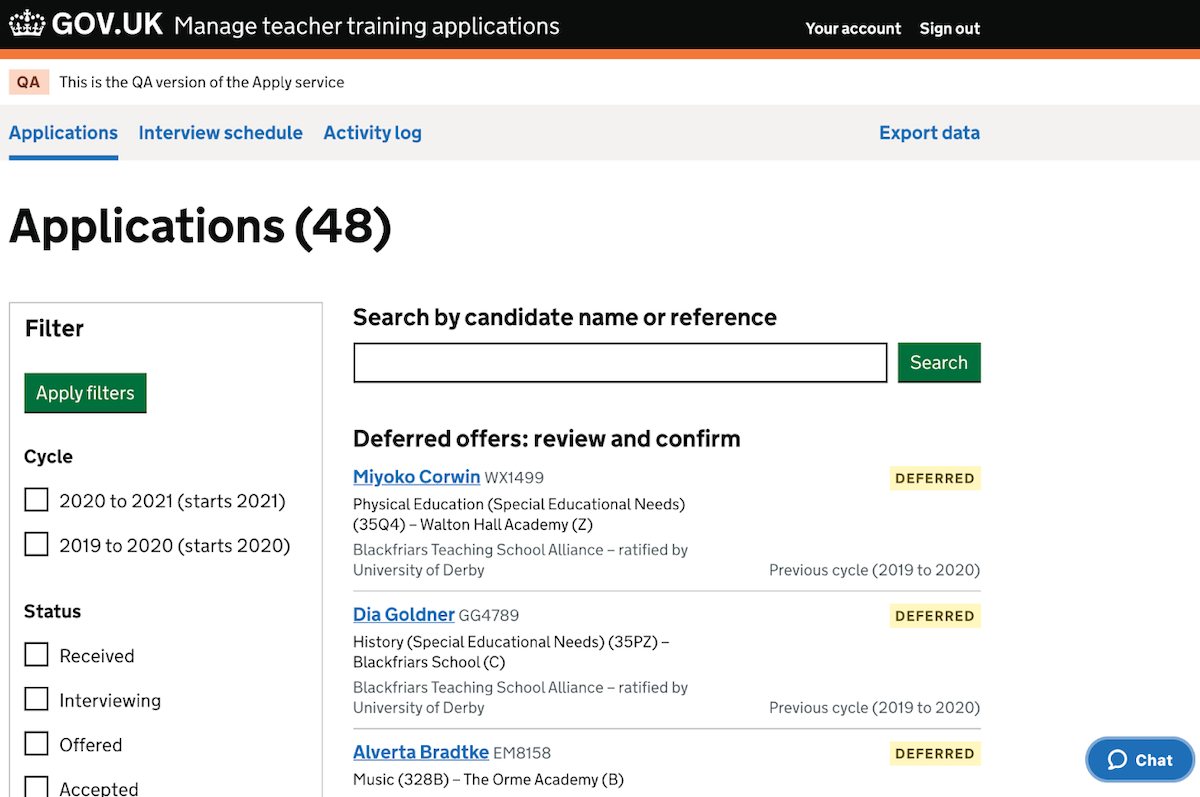 GOV.UK Manage teacher training applications
Your account Sign out
QA This is the QA version of the Apply service
Applications Interview schedule Activity log Export data
Applications (48)
Filter
Apply filters
Cycle
2020 to 2021 (starts 2021)
2019 to 2020 (starts 2020)
Status
Received
Interviewing
Offered
Accepted
Search by candidate name or reference
Search
Deferred offers: review and confirm
Miyoko Corwin WX1499 DEFERRED
Physical Education (Special Educational Needs)
(35Q4) – Walton Hall Academy (Z)
Blackfriars Teaching School Alliance – ratified by
University of Derby Previous cycle (2019 to 2020)
Dia Goldner GG4789 DEFERRED
History (Special Educational Needs) (35PZ) –
Blackfriars School (C)
Blackfriars Teaching School Alliance – ratified by
University of Derby Previous cycle (2019 to 2020)
Alverta Bradtke EM8158 DEFERRED
Music (328B) – The Orme Academy (B)
Chat